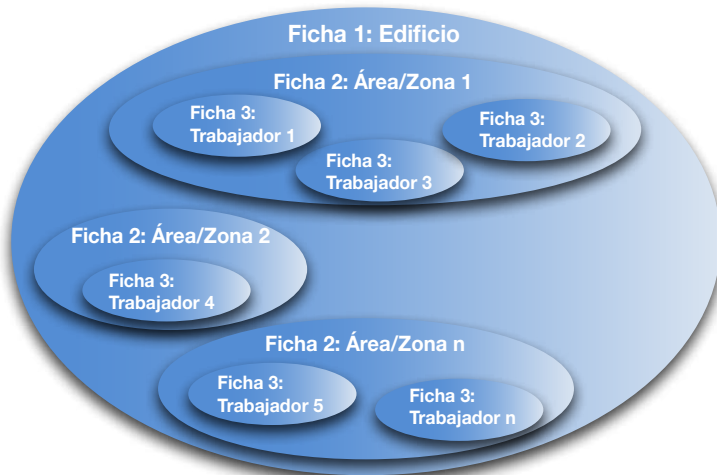 Ficha 1: Edificio
Ficha 2: Área/Zona 1
Ficha 3:
Trabajador 1
Ficha 3:
Trabajador 2
Ficha 3:
Trabajador 3
Ficha 2: Área/Zona 2
Ficha 3:
Trabajador 4
Ficha 2: Área/Zona n
Ficha 3:
Trabajador 5
Ficha 3:
Trabajador n